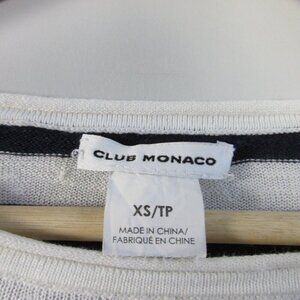 CLUB MONACO
XS/TP
MADE IN CHINA/
FABRIQUÉ EN CHINE